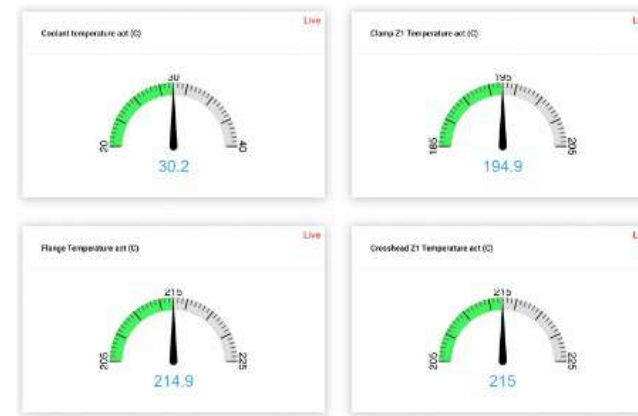 Live
Coolant temperature act (C)
20
30
40
30.2
L
Clamp Z1 Temperature act (C)
185
195
205
194.9
Live
Flange Temperature act (C)
205
215
225
214.9
L
Crosshead Z1 Temperature act (C)
205
215
225
215